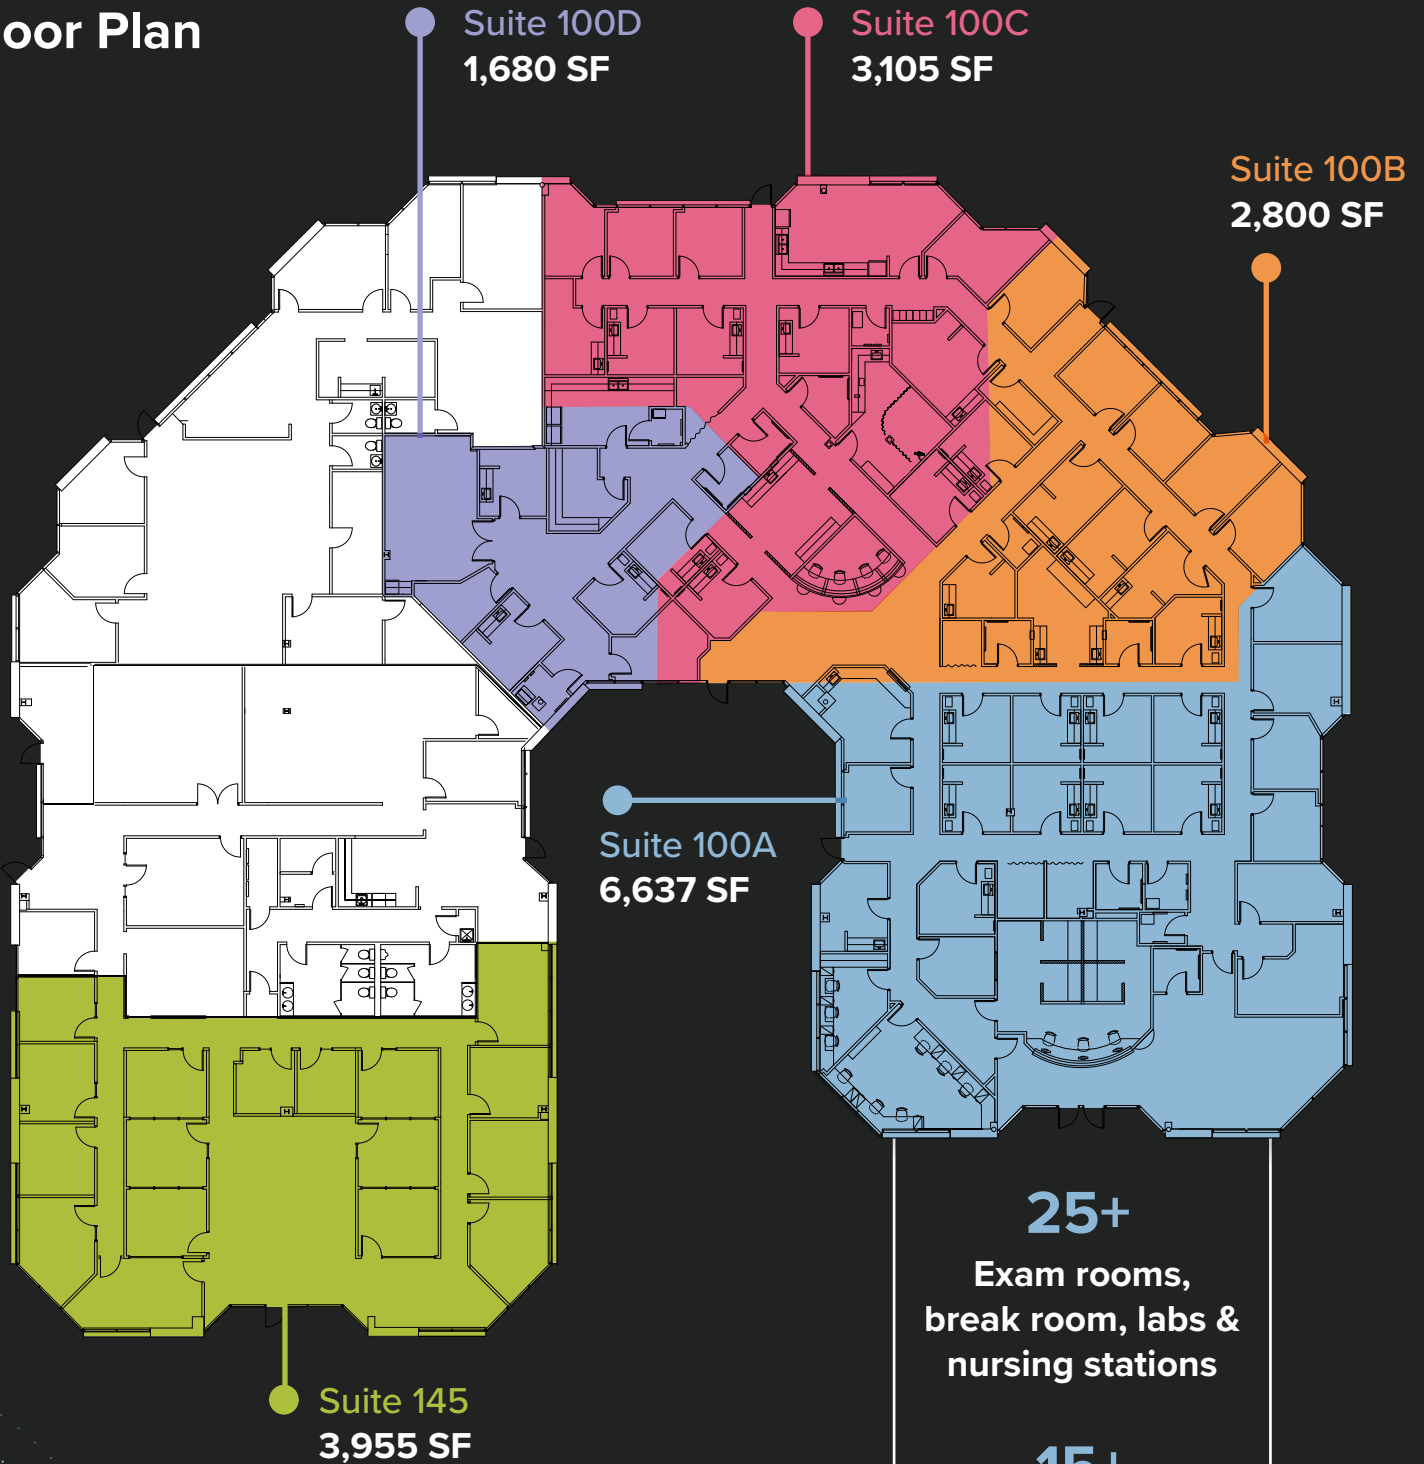 oor Plan
Suite 100D
1,680 SF
Suite 100C
3,105 SF
Suite 100B
2,800 SF
Suite 100A
6,637 SF
25+
Exam rooms,
break room, labs &
nursing stations
Suite 145
3,955 SF
15+